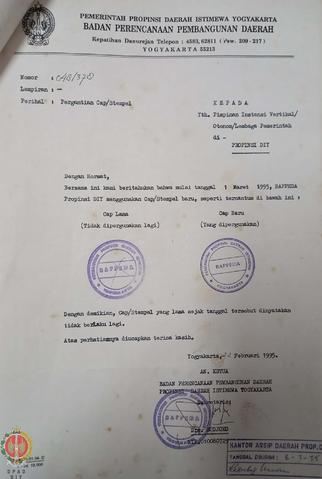 PEMERINTAH PROPINSI DAERAH ISTIMEWA YOGYAKARTA
BADAN PERENCANAAN PEMBANGUNAN DAERAH
Kepatihan Danurejan Telepon : 4583, 62811 ( Psw. 209 - 217 )
YOGYAKARTA 55213
Nomor :
Lampiran : -
Perihal : Pergantian Cap/Stempel
K E P A D A
Yth. Pimpinan Instansi Vertikal/
Otonom/Lembaga Pemerintah
di -
PROPINSI DIY
Dengan Hormat,
Bersama ini kami beritahukan bahwa mulai tanggal 1 Maret 1995, BAPPEDA
Propinsi DIY menggunakan Cap/Stempel baru, seperti tercantum di bawah ini :
Cap Lama
(Tidak dipergunakan lagi)
Cap Baru
(Yang dipergunakan)
BAPPEDA
BAPPEDA
Dengan demikian, Cap/Stempel yang lama sejak tanggal tersebut dinyatakan
tidak berlaku lagi.
Atas perhatiannya diucapkan terima kasih.
Yogyakarta, Februari 1995.
AN. KETUA
BADAN PERENCANAAN PEMBANGUNAN DAERAH
PROPINSI DAERAH ISTIMEWA YOGYAKARTA
Sekretaris
BAPPEDA
KANTOR ARSIP DAERAH PROP.
TANGGAL DIKIRIM :
DPAD
DIY